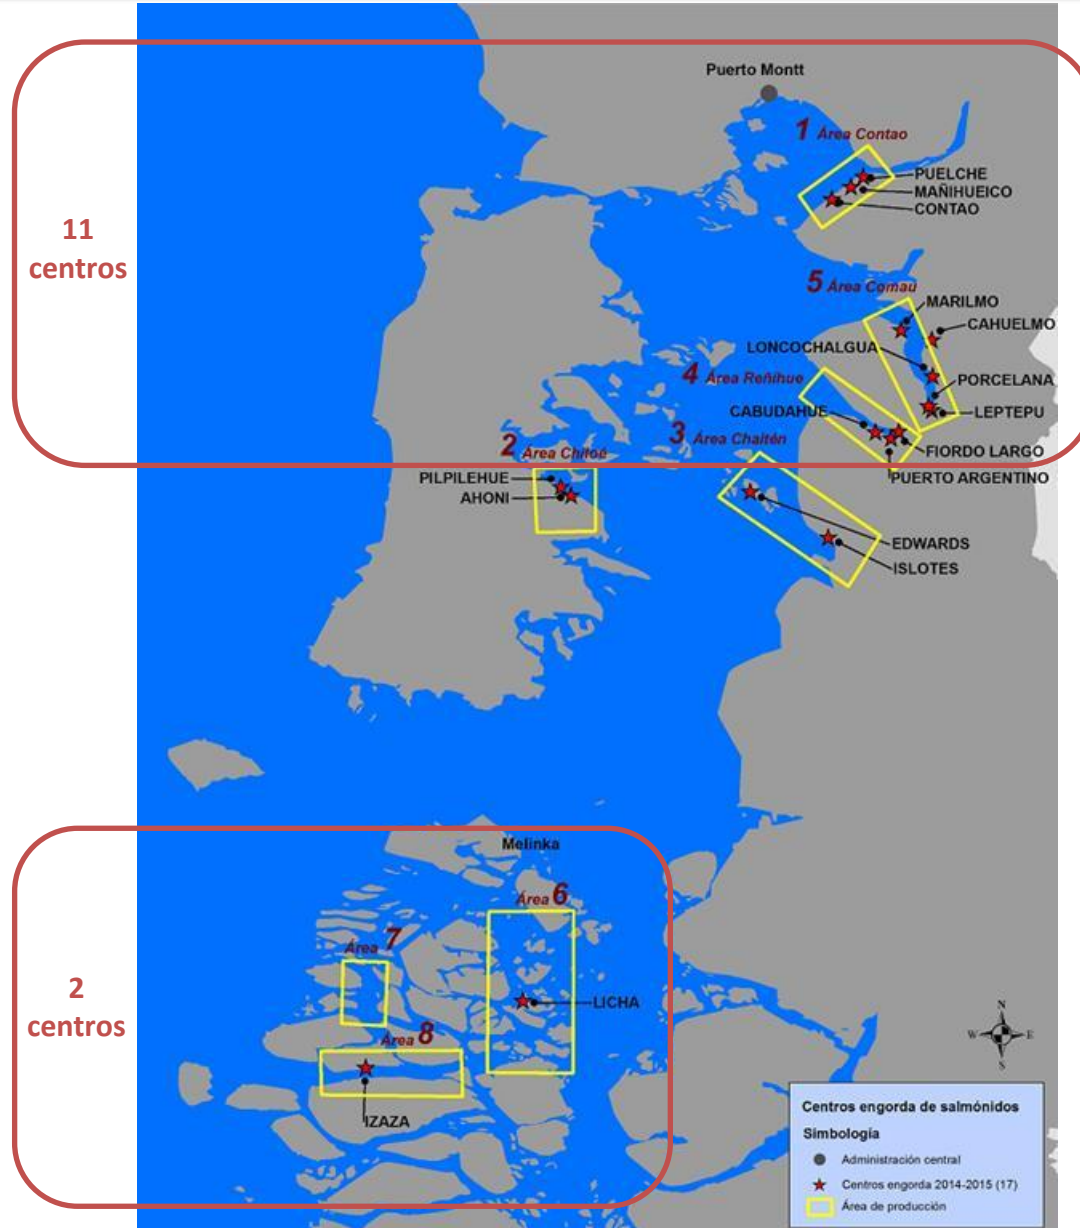 Puerto Montt
1 Área Contao
PUELCHE
MAÑIHUEICO
CONTAO
11
centros
5 Área Comau
MARILMO
CAHUELMO
LONCOCHALGUA
4 Área Reñihue
PORCELANA
CABUDAHUE
LEPTEPU
3 Área Chaitén
2 Área Chiloé
FIORDO LARGO
PUERTO ARGENTINO
PILPILEHUE
AHONI
EDWARDS
ISLOTES
Melinka
Área 6
Área 7
2
centros
LICHA
Área 8
IZAZA
N
W E
S
Centros engorda de salmónidos
Simbología
Administración central
Centros engorda 2014-2015 (17)
Área de producción